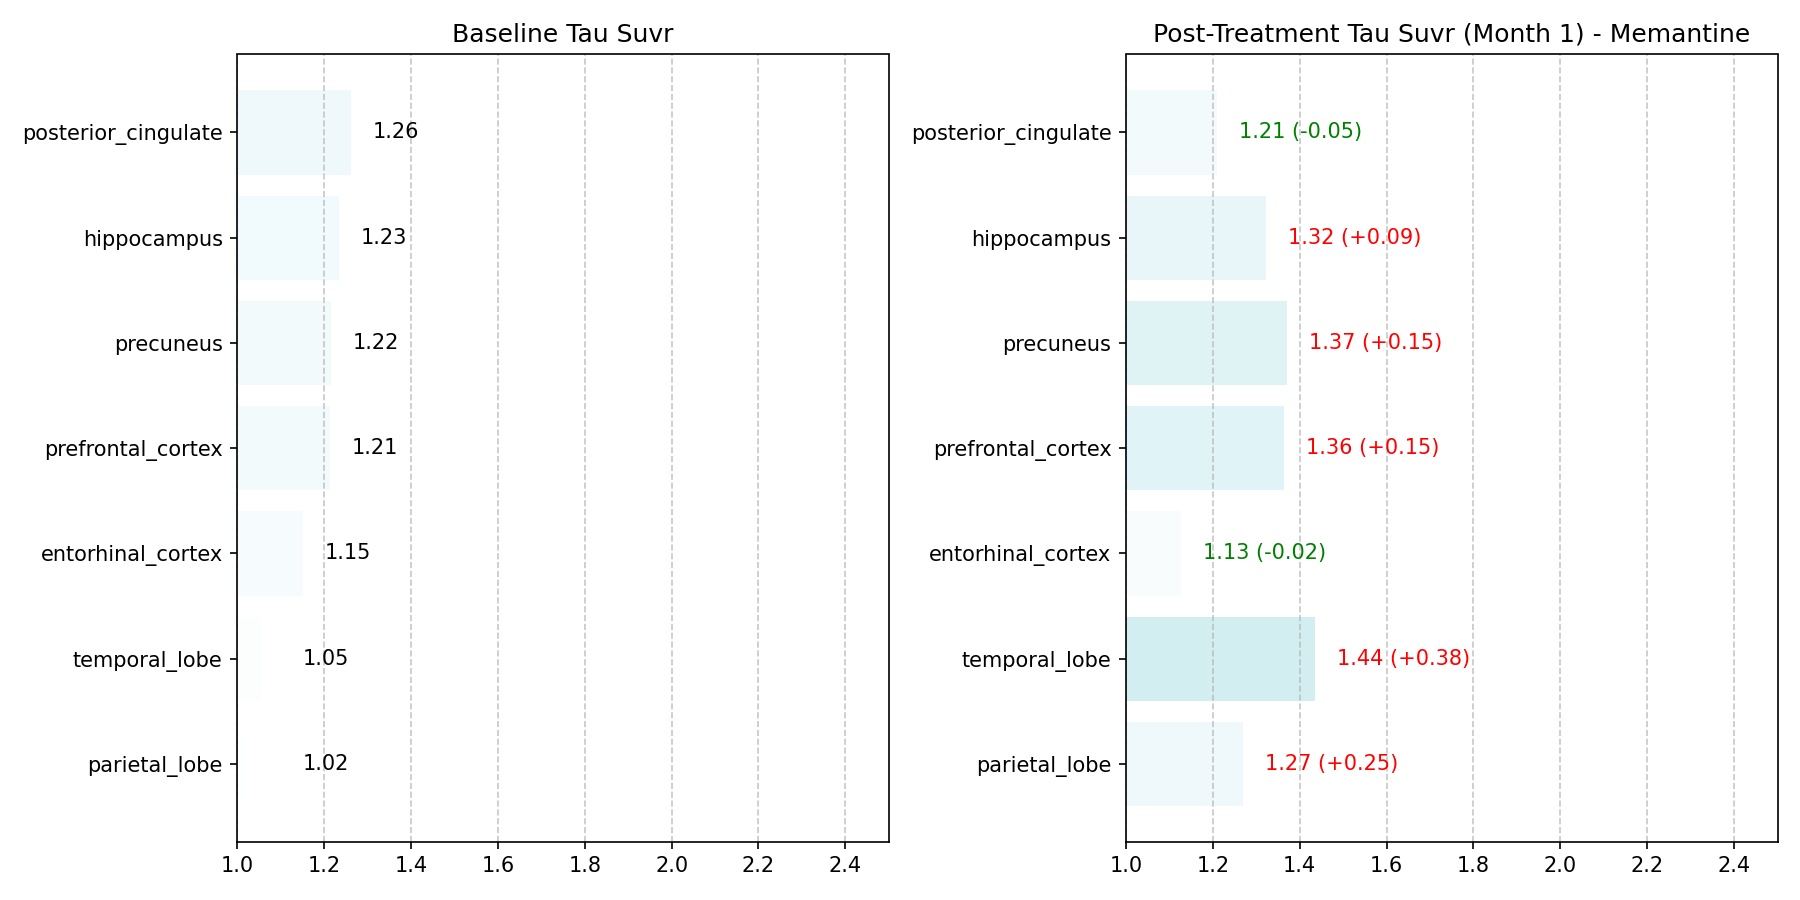 Baseline Tau Suvr
posterior_cingulate 1.26
hippocampus 1.23
precuneus 1.22
prefrontal_cortex 1.21
entorhinal_cortex 1.15
temporal_lobe 1.05
parietal_lobe 1.02
1.0 1.2 1.4 1.6 1.8 2.0 2.2 2.4
Post-Treatment Tau Suvr (Month 1) - Memantine
posterior_cingulate 1.21 (-0.05)
hippocampus 1.32 (+0.09)
precuneus 1.37 (+0.15)
prefrontal_cortex 1.36 (+0.15)
entorhinal_cortex 1.13 (-0.02)
temporal_lobe 1.44 (+0.38)
parietal_lobe 1.27 (+0.25)
1.0 1.2 1.4 1.6 1.8 2.0 2.2 2.4